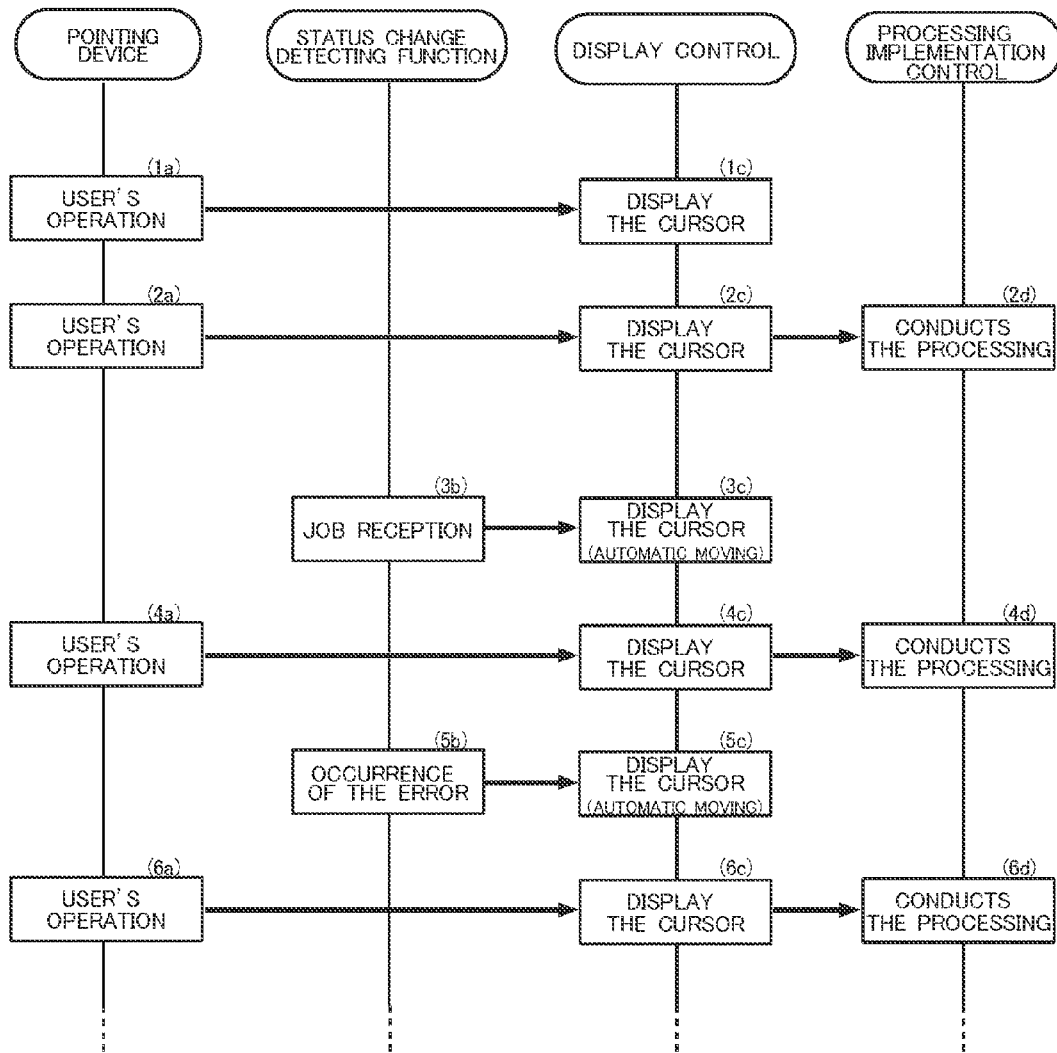 POINTING
DEVICE
STATUS CHANGE
DETECTING FUNCTION
DISPLAY CONTROL
PROCESSING
IMPLEMENTATION
CONTROL
(1a)
USER'S
OPERATION
(1c)
DISPLAY
THE CURSOR
(2a)
USER'S
OPERATION
(2c)
DISPLAY
THE CURSOR
(2d)
CONDUCTS
THE PROCESSING
(3b)
JOB RECEPTION
(3c)
DISPLAY
THE CURSOR
(AUTOMATIC MOVING)
(4a)
USER'S
OPERATION
(4c)
DISPLAY
THE CURSOR
(4d)
CONDUCTS
THE PROCESSING
(5b)
OCCURRENCE
OF THE ERROR
(5c)
DISPLAY
THE CURSOR
(AUTOMATIC MOVING)
(6a)
USER'S
OPERATION
(6c)
DISPLAY
THE CURSOR
(6d)
CONDUCTS
THE PROCESSING